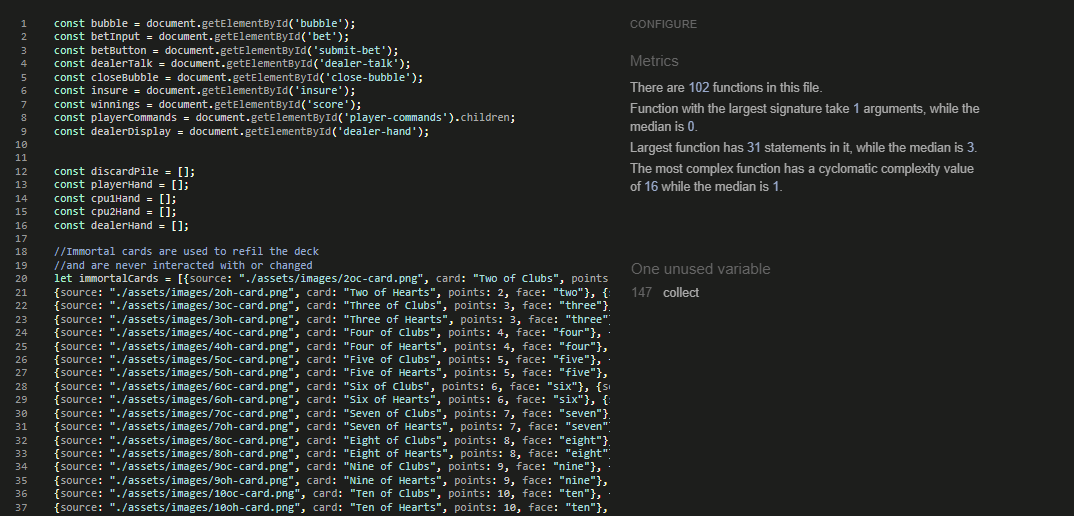 1 const bubble = document.getElementById('bubble');
2 const betInput = document.getElementById('bet');
3 const betButton = document.getElementById('submit-bet');
4 const dealerTalk = document.getElementById('dealer-talk');
5 const closeBubble = document.getElementById('close-bubble');
6 const insure = document.getElementById('insure');
7 const winnings = document.getElementById('score');
8 const playerCommands = document.getElementById('player-commands').children;
9 const dealerDisplay = document.getElementById('dealer-hand');
10
11
12 const discardPile = [];
13 const playerHand = [];
14 const cpu1Hand = [];
15 const cpu2Hand = [];
16 const dealerHand = [];
17
18 //Immortal cards are used to refil the deck
19 //and are never interacted with or changed
20 let immortalCards = [{source: "./assets/images/2oc-card.png", card: "Two of Clubs", points
21 {source: "./assets/images/2oh-card.png", card: "Two of Hearts", points: 2, face: "two"}, {
22 {source: "./assets/images/3oc-card.png", card: "Three of Clubs", points: 3, face: "three"}
23 {source: "./assets/images/3oh-card.png", card: "Three of Hearts", points: 3, face: "three"
24 {source: "./assets/images/4oc-card.png", card: "Four of Clubs", points: 4, face: "four"},
25 {source: "./assets/images/4oh-card.png", card: "Four of Hearts", points: 4, face: "four"},
26 {source: "./assets/images/5oc-card.png", card: "Five of Clubs", points: 5, face: "five"},
27 {source: "./assets/images/5oh-card.png", card: "Five of Hearts", points: 5, face: "five"},
28 {source: "./assets/images/6oc-card.png", card: "Six of Clubs", points: 6, face: "six"}, {s
29 {source: "./assets/images/6oh-card.png", card: "Six of Hearts", points: 6, face: "six"}, {
30 {source: "./assets/images/7oc-card.png", card: "Seven of Clubs", points: 7, face: "seven"}
31 {source: "./assets/images/7oh-card.png", card: "Seven of Hearts", points: 7, face: "seven"
32 {source: "./assets/images/8oc-card.png", card: "Eight of Clubs", points: 8, face: "eight"}
33 {source: "./assets/images/8oh-card.png", card: "Eight of Hearts", points: 8, face: "eight"
34 {source: "./assets/images/9oc-card.png", card: "Nine of Clubs", points: 9, face: "nine"},
35 {source: "./assets/images/9oh-card.png", card: "Nine of Hearts", points: 9, face: "nine"},
36 {source: "./assets/images/10oc-card.png", card: "Ten of Clubs", points: 10, face: "ten"},
37 {source: "./assets/images/10oh-card.png", card: "Ten of Hearts", points: 10, face: "ten"},
CONFIGURE
Metrics
There are 102 functions in this file.
Function with the largest signature take 1 arguments, while the
median is 0.
Largest function has 31 statements in it, while the median is 3.
The most complex function has a cyclomatic complexity value
of 16 while the median is 1.
One unused variable
147 collect